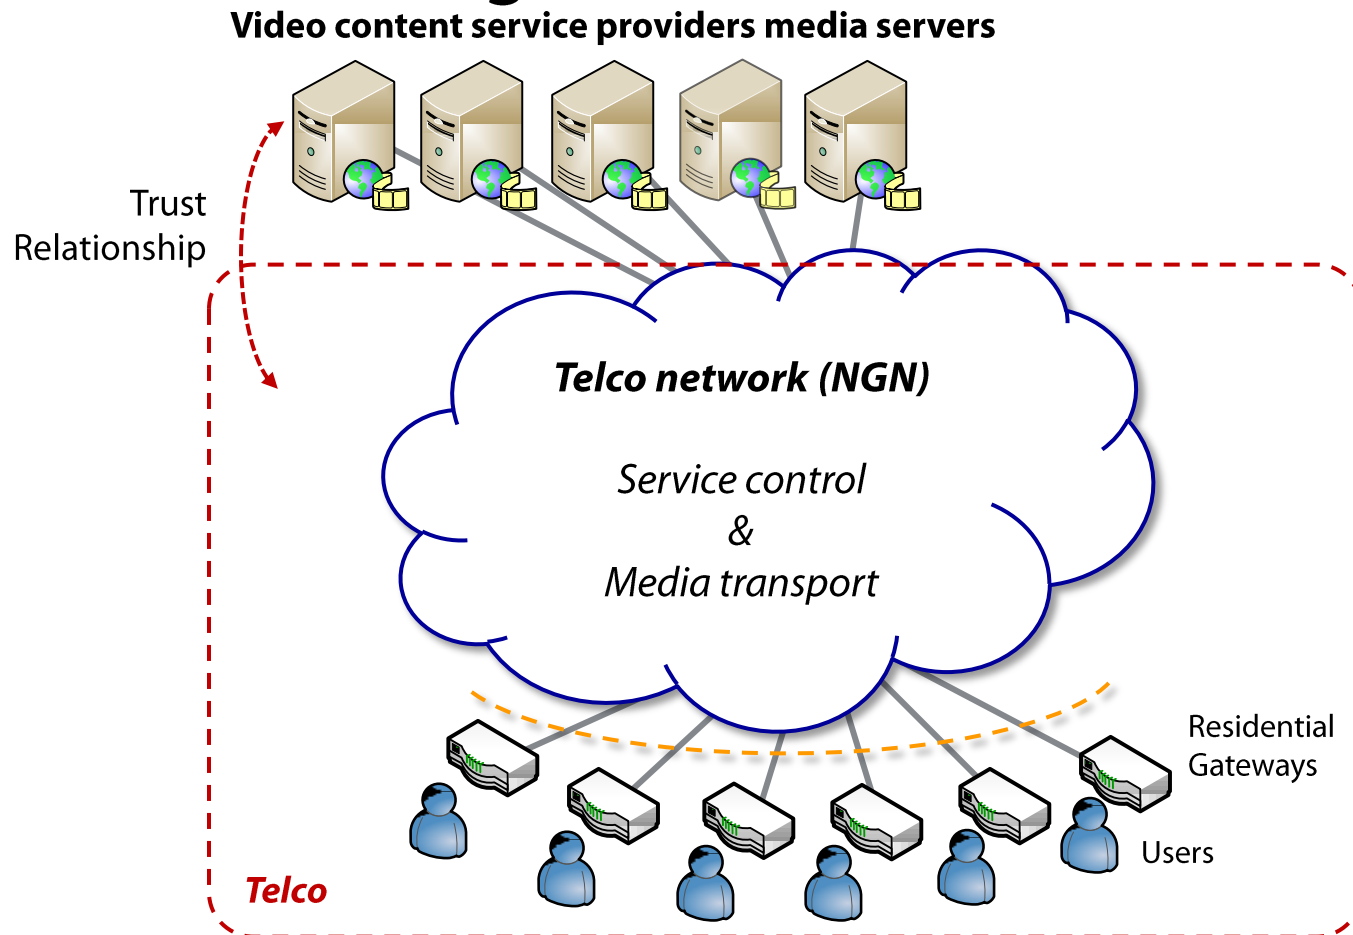 Video content service providers media servers
Trust
Relationship
Telco network (NGN)
Service control
&
Media transport
Residential
Gateways
Users
Telco